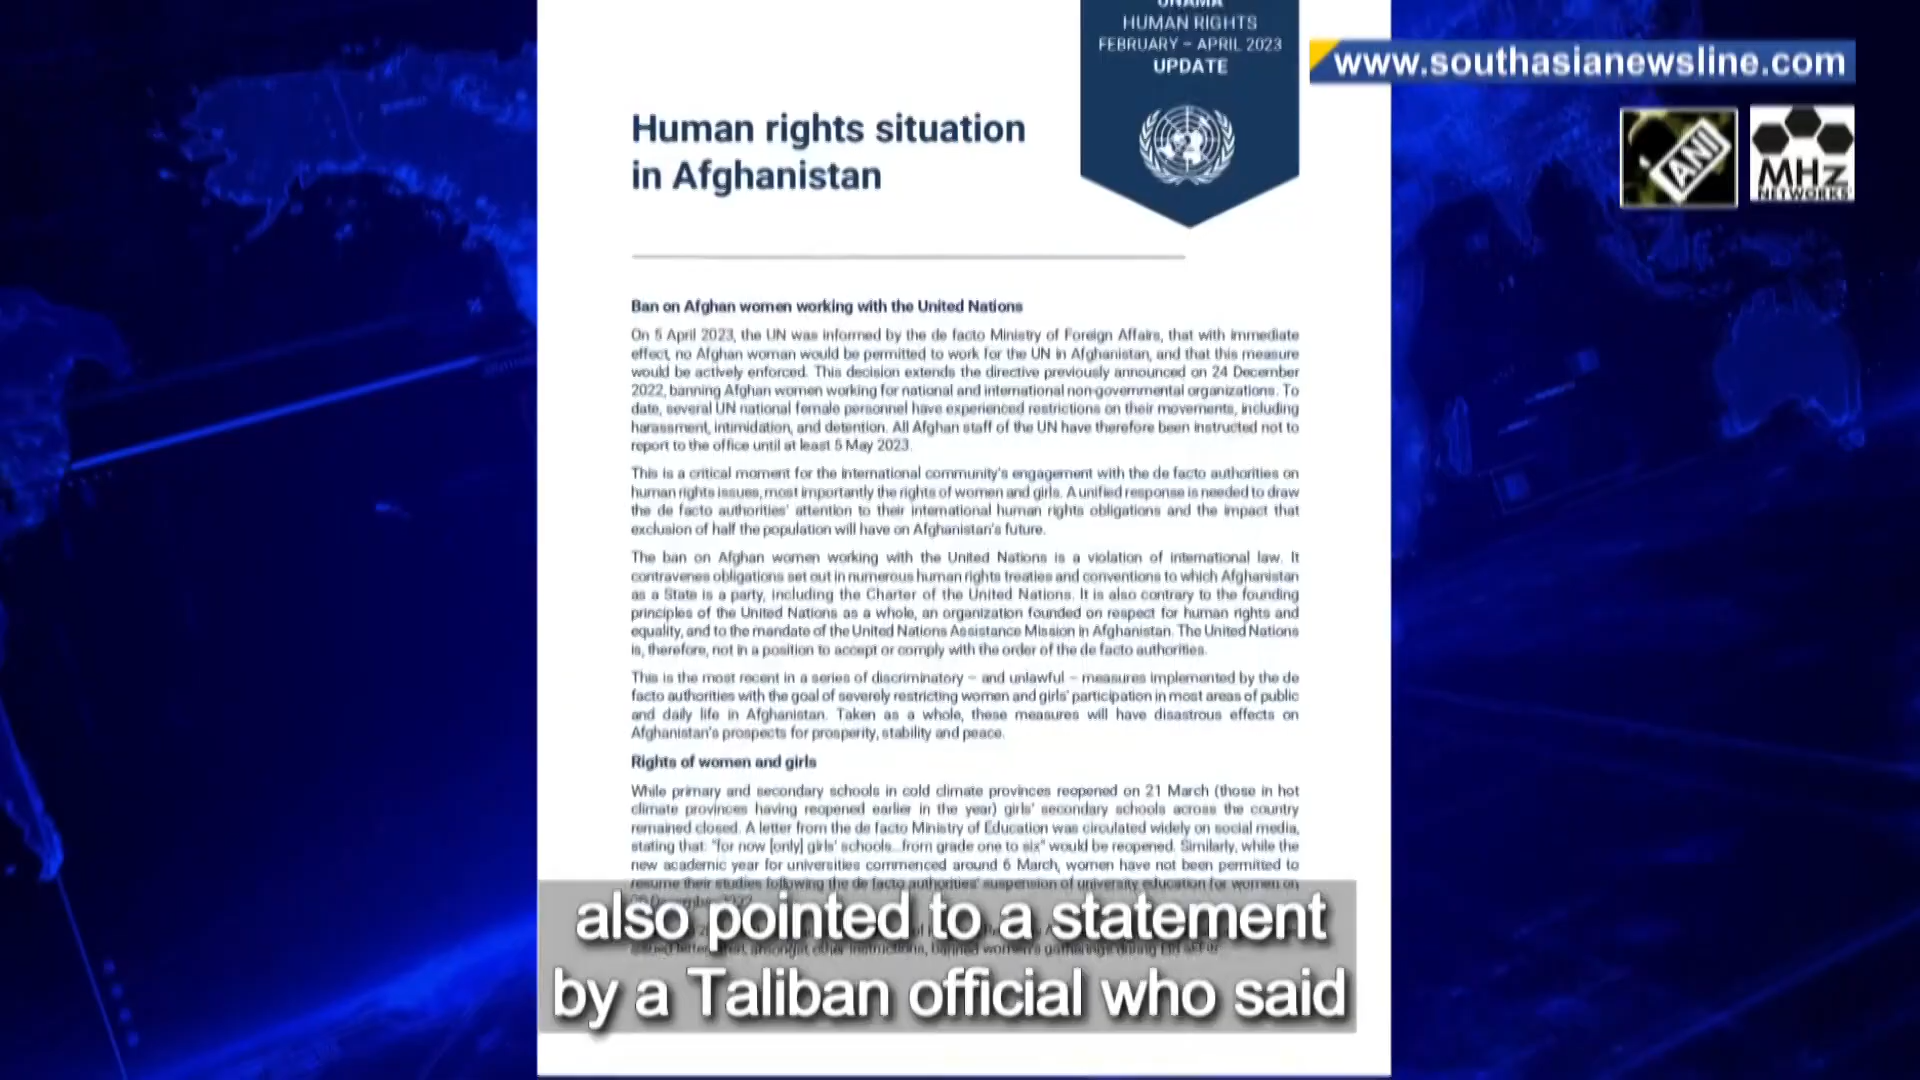 UNAMA
HUMAN RIGHTS
FEBRUARY – APRIL 2023
UPDATE
www.southasianewsline.com
ANI
MHz
NETWORKS
Human rights situation
in Afghanistan
Ban on Afghan women working with the United Nations
On 5 April 2023, the UN was informed by the de facto Ministry of Foreign Affairs, that with immediate
effect, no Afghan woman would be permitted to work for the UN in Afghanistan, and that this measure
would be actively enforced. This decision extends the directive previously announced on 24 December
2022, banning Afghan women working for national and international non-governmental organizations. To
date, several UN national female personnel have experienced restrictions on their movements, including
harassment, intimidation, and detention. All Afghan staff of the UN have therefore been instructed not to
report to the office until at least 5 May 2023.
This is a critical moment for the international community's engagement with the de facto authorities on
human rights issues, most importantly the rights of women and girls. A unified response is needed to draw
the de facto authorities' attention to their international human rights obligations and the impact that
exclusion of half the population will have on Afghanistan's future.
The ban on Afghan women working with the United Nations is a violation of international law. It
contravenes obligations set out in numerous human rights treaties and conventions to which Afghanistan
as a State is a party, including the Charter of the United Nations. It is also contrary to the founding
principles of the United Nations as a whole, an organization founded on respect for human rights and
equality, and to the mandate of the United Nations Assistance Mission in Afghanistan. The United Nations
is, therefore, not in a position to accept or comply with the order of the de facto authorities.
This is the most recent in a series of discriminatory – and unlawful – measures implemented by the de
facto authorities with the goal of severely restricting women and girls' participation in most areas of public
and daily life in Afghanistan. Taken as a whole, these measures will have disastrous effects on
Afghanistan's prospects for prosperity, stability and peace.
Rights of women and girls
While primary and secondary schools in cold climate provinces reopened on 21 March (those in hot
climate provinces having reopened earlier in the year) girls' secondary schools across the country
remained closed. A letter from the de facto Ministry of Education was circulated widely on social media,
stating that: "for now [only] girls' schools...from grade one to six" would be reopened. Similarly, while the
new academic year for universities commenced around 6 March, women have not been permitted to
resume their studies following the de facto authorities' suspension of university education for women on
also pointed to a statement
by a Taliban official who said